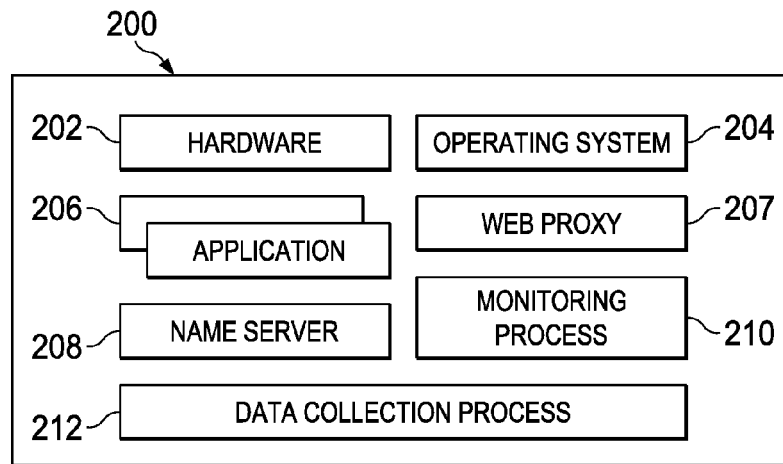 200
202 HARDWARE OPERATING SYSTEM 204
206 APPLICATION WEB PROXY 207
208 NAME SERVER MONITORING PROCESS 210
212 DATA COLLECTION PROCESS